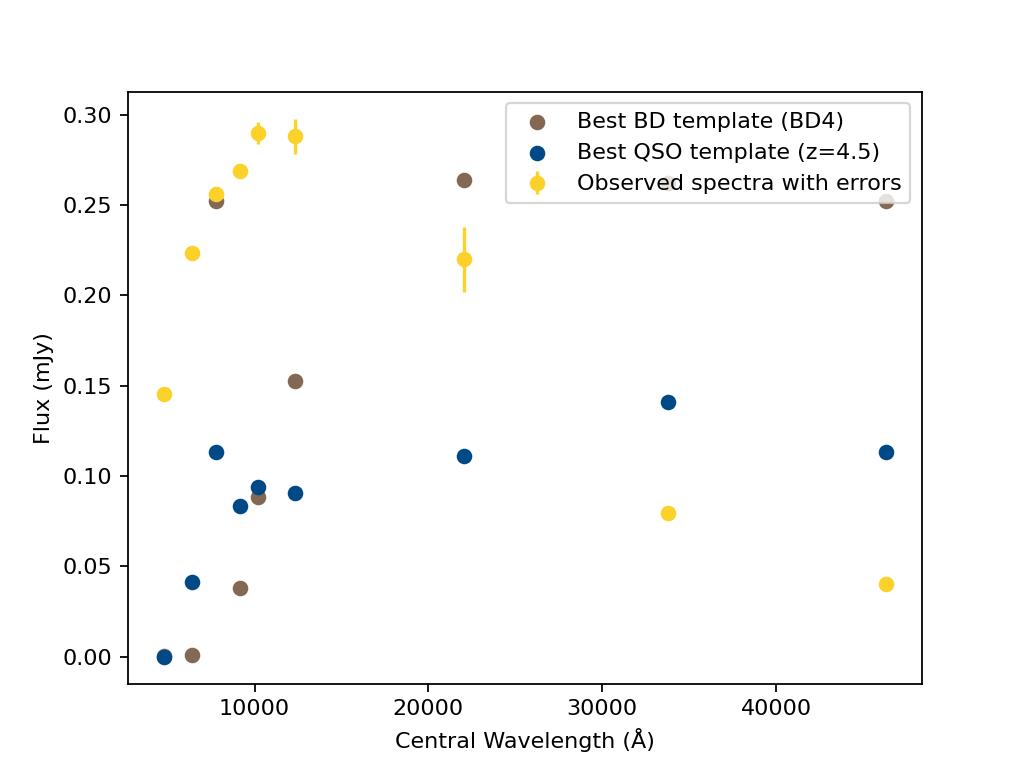 0.30
0.25
0.20
0.15
0.10
0.05
0.00
Flux (mJy)
Best BD template (BD4)
Best QSO template (z=4.5)
Observed spectra with errors
10000
20000
30000
40000
Central Wavelength (Å)